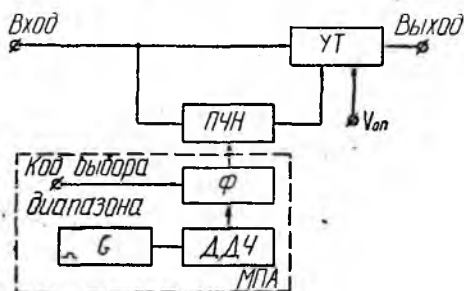 Вход
УТ
Выход
ПЧН
Vоп
Код выбора
диапазона
Ф
G
ДДЧ
МПА